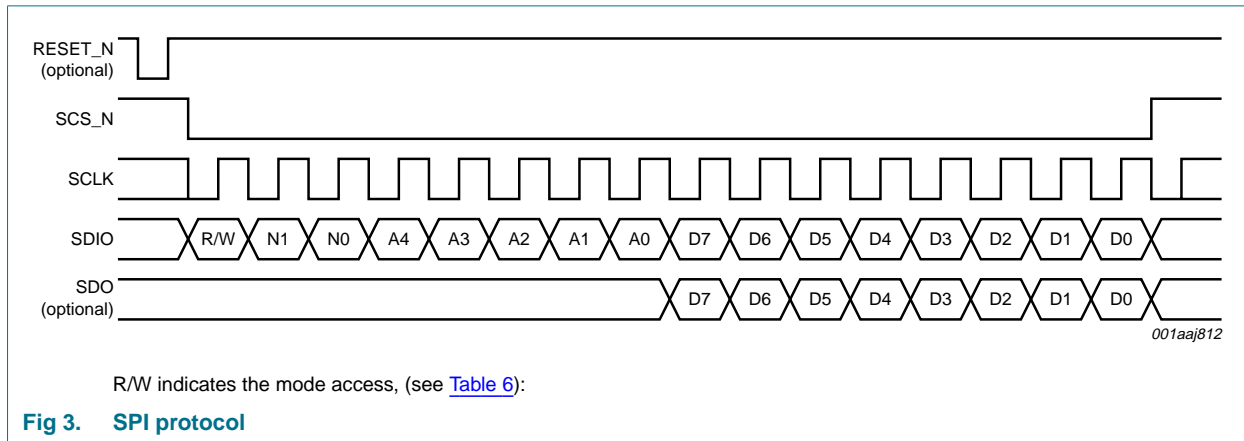 RESET_N
(optional)
SCS_N
SCLK
SDIO R/W N1 N0 A4 A3 A2 A1 A0 D7 D6 D5 D4 D3 D2 D1 D0
SDO
(optional) D7 D6 D5 D4 D3 D2 D1 D0
001aaj812
R/W indicates the mode access, (see Table 6):
Fig 3. SPI protocol